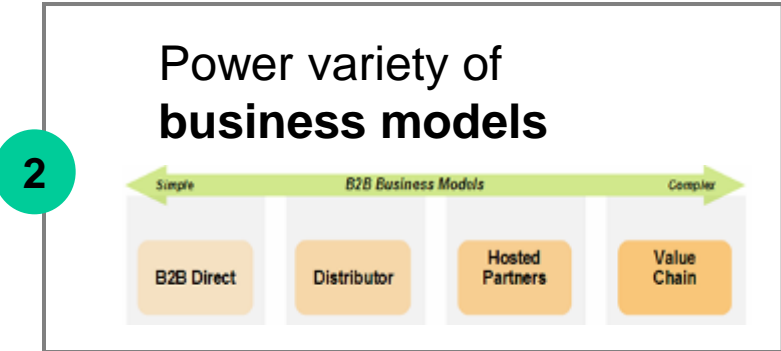 Power variety of
business models
2
Simple B2B Business Models Complex
B2B Direct
Distributor
Hosted
Partners
Value
Chain